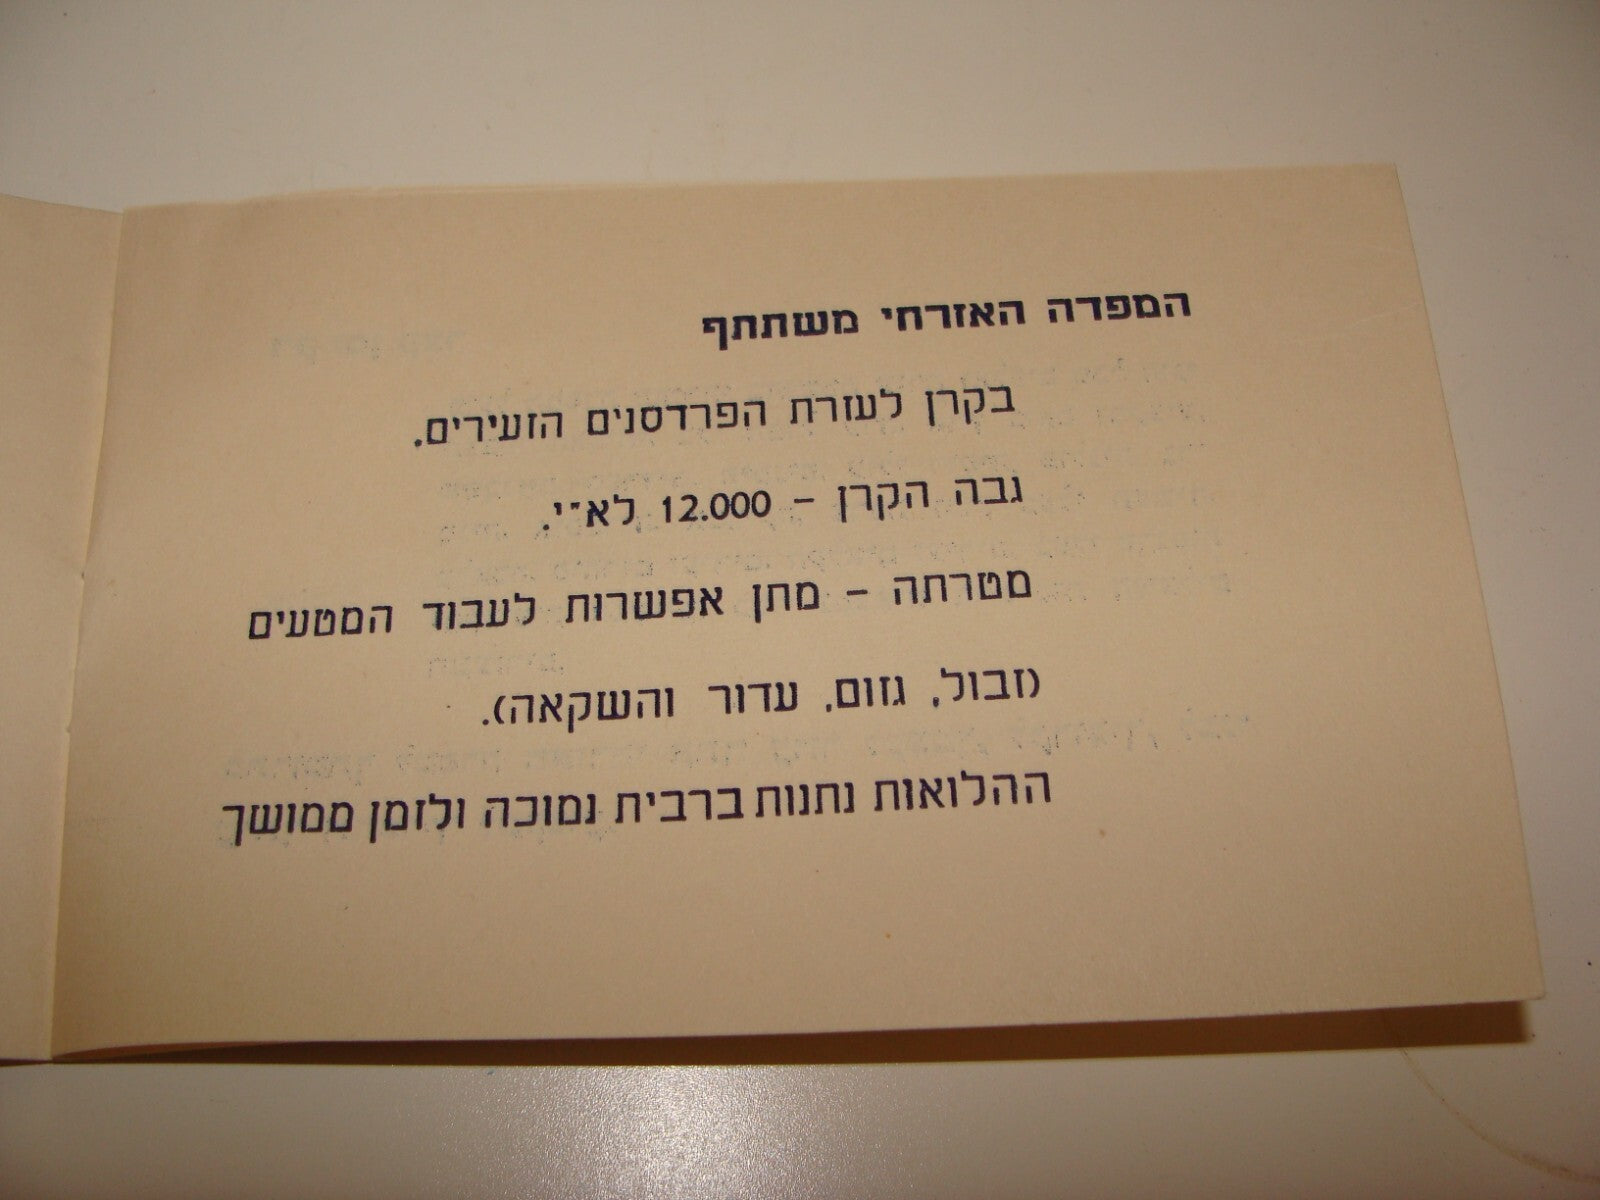 המפדה האזרחי משתתף
בקרן לעזרת הפרדסנים הזעירים.
גבה הקרן – 12.000 לא״י.
מטרתה – מתן אפשרות לעבוד המטעים
(זבול, גזום, עדור והשקאה).
ההלואות נתנות ברבית נמוכה ולזמן ממושך